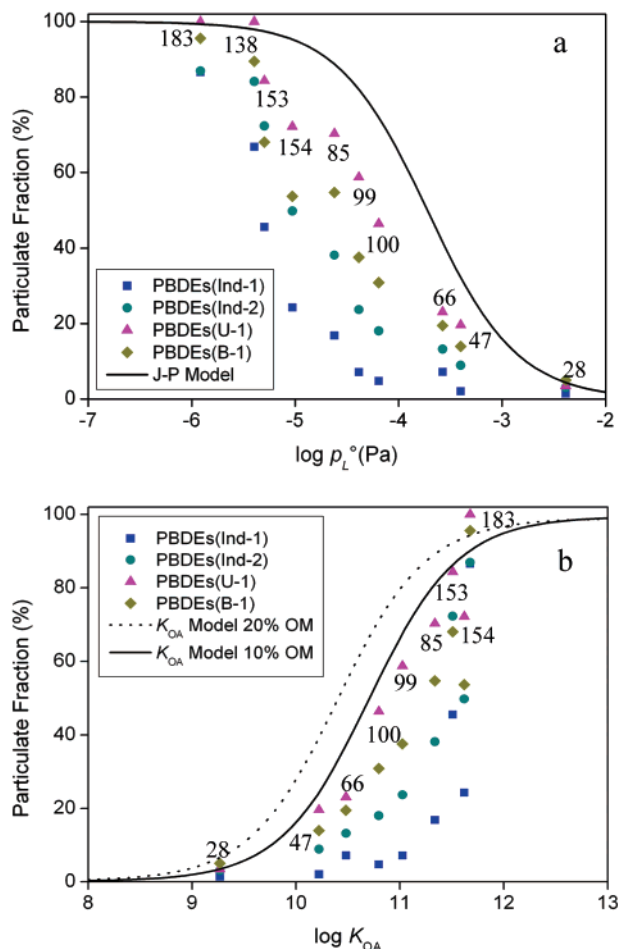 a
100
80
60
40
20
0
Particulate Fraction (%)
183
138
153
154
85
99
100
66
47
28
PBDEs(Ind-1)
PBDEs(Ind-2)
PBDEs(U-1)
PBDEs(B-1)
J-P Model
-7 -6 -5 -4 -3 -2
log pL°(Pa)
b
100
80
60
40
20
0
Particulate Fraction (%)
PBDEs(Ind-1)
PBDEs(Ind-2)
PBDEs(U-1)
PBDEs(B-1)
KOA Model 20% OM
KOA Model 10% OM
183
153
154
85
99
100
66
47
28
8 9 10 11 12 13
log KOA